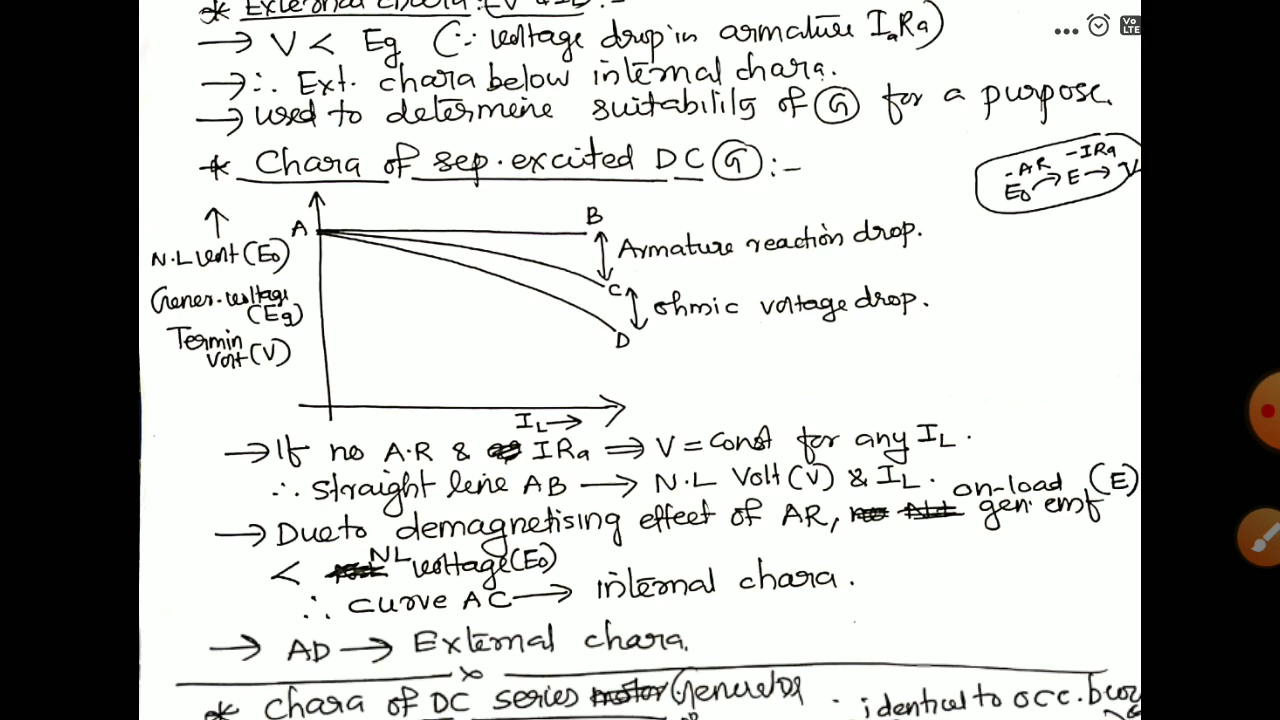 * External chara: (V & IL) :-
→ V < Eg (∵ voltage drop in armature IaRa)
→ ∴ Ext. chara below internal chara.
→ used to determine suitability of (G) for a purpose.
* Chara of sep. excited DC (G) :-
-AR -IRa
E0 → E → V
A B
N.L volt (E0)
Gener. voltage
(Eg)
Termin
Volt (V)
Armature reaction drop.
C
ohmic voltage drop.
D
IL →
→ If no A.R & IRa ⇒ V = const for any IL.
∴ straight line AB → N.L Volt (V) & IL.
on-load (E)
→ Due to demagnetising effect of AR, gen. emf
< NL voltage (E0)
∴ curve AC → internal chara.
→ AD → External chara.
* chara of DC series Generator
. identical to occ.